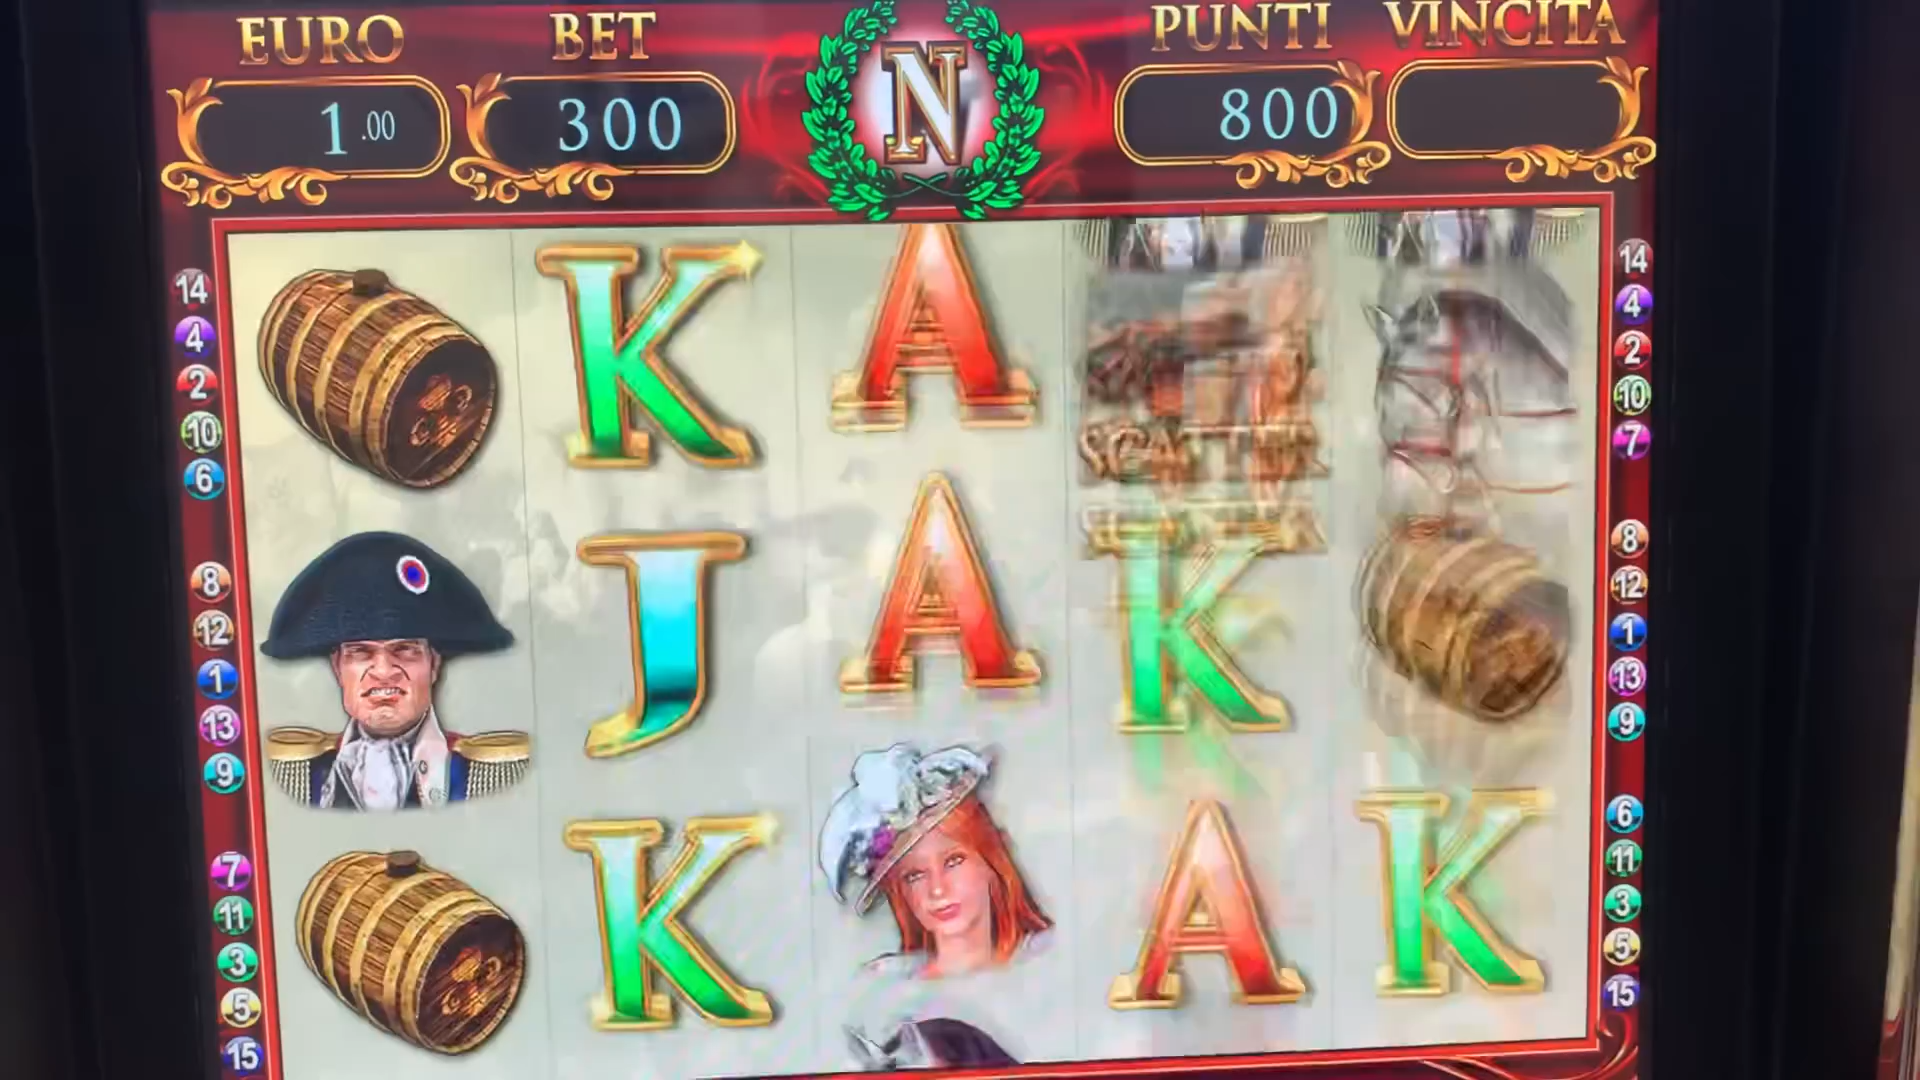 EURO BET PUNTI VINCITA
1.00 300 N 800
14 K A 14
4 4
2 SCATTER 2
10 10
6 7
8 J A K 8
12 12
1 1
13 13
9 9
7 K A K 6
11 11
3 3
5 5
15 15